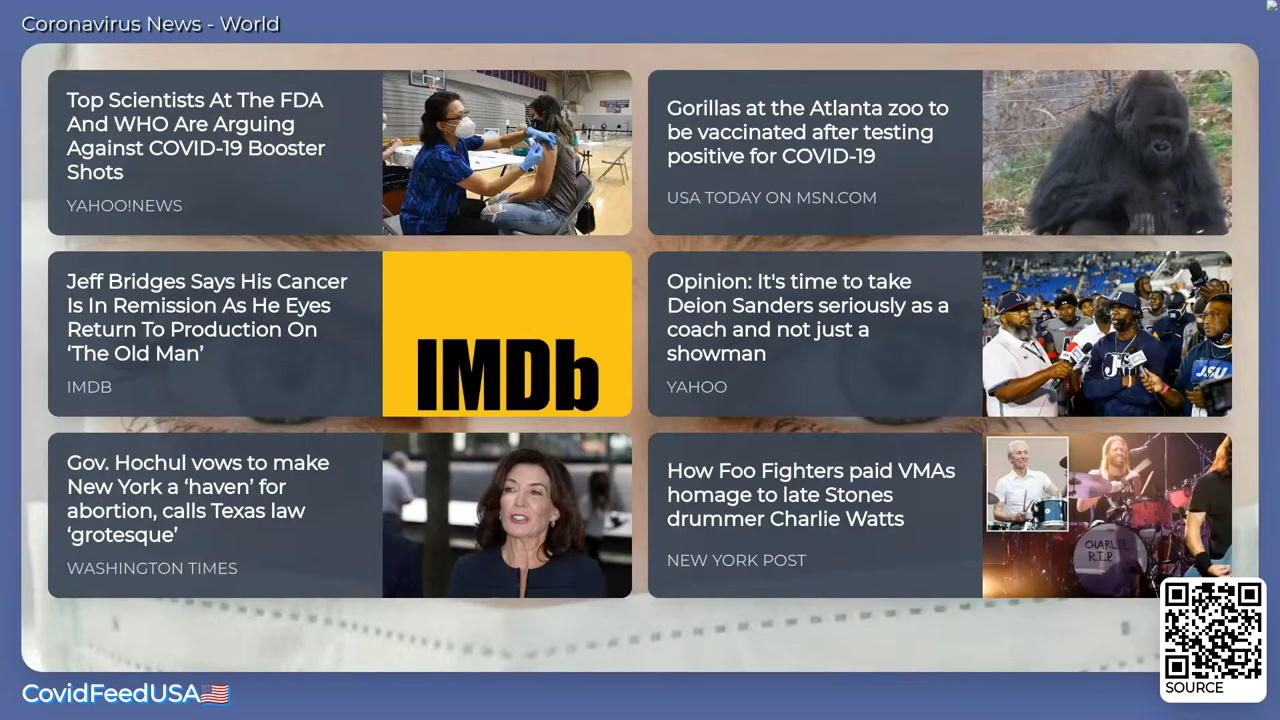 Coronavirus News - World
Top Scientists At The FDA
And WHO Are Arguing
Against COVID-19 Booster
Shots
YAHOO!NEWS
Gorillas at the Atlanta zoo to
be vaccinated after testing
positive for COVID-19
USA TODAY ON MSN.COM
Jeff Bridges Says His Cancer
Is In Remission As He Eyes
Return To Production On
‘The Old Man’
IMDB
IMDb
Opinion: It's time to take
Deion Sanders seriously as a
coach and not just a
showman
YAHOO
J
JSU
Gov. Hochul vows to make
New York a ‘haven’ for
abortion, calls Texas law
‘grotesque’
WASHINGTON TIMES
How Foo Fighters paid VMAs
homage to late Stones
drummer Charlie Watts
NEW YORK POST
CHARLIE
R.I.P.
SOURCE
CovidFeedUSA🇺🇸